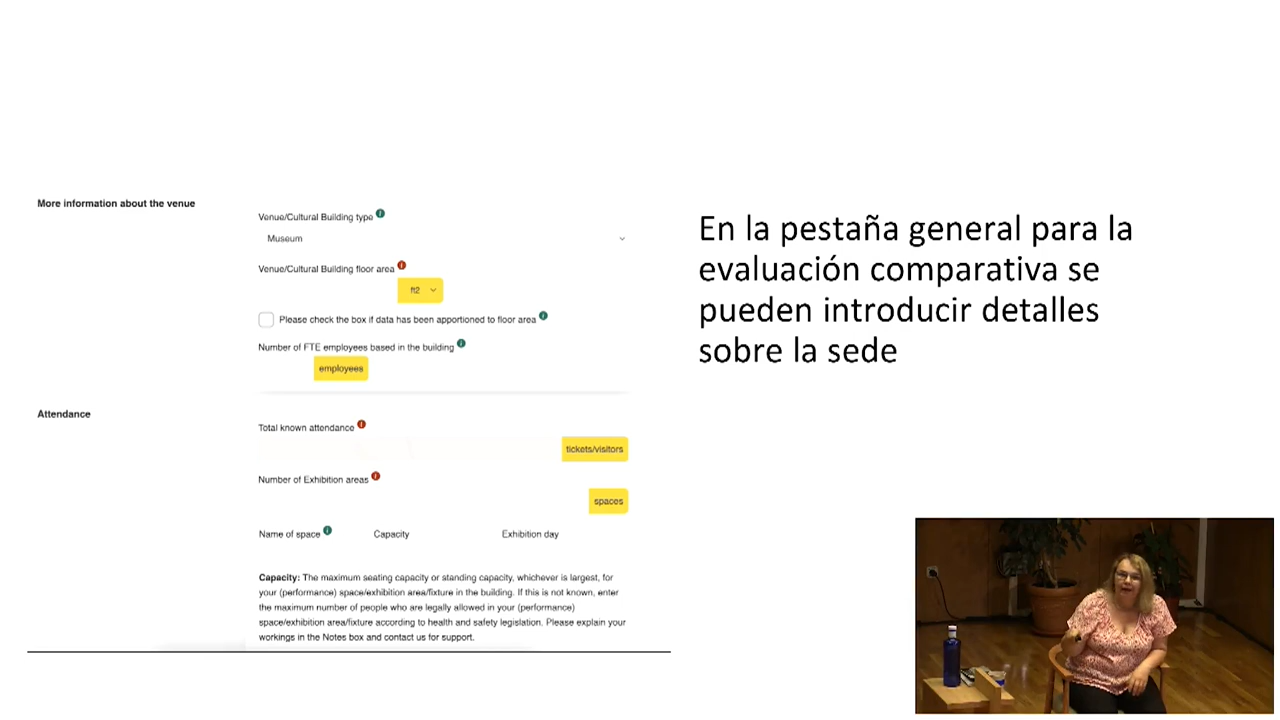 More information about the venue
Venue/Cultural Building type
Museum
Venue/Cultural Building floor area
ft2
Please check the box if data has been apportioned to floor area
Number of FTE employees based in the building
employees
Attendance
Total known attendance
tickets/visitors
Number of Exhibition areas
spaces
Name of space Capacity Exhibition day
Capacity: The maximum seating capacity or standing capacity, whichever is largest, for
your (performance) space/exhibition area/fixture in the building. If this is not known, enter
the maximum number of people who are legally allowed in your (performance)
space/exhibition area/fixture according to health and safety legislation. Please explain your
workings in the Notes box and contact us for support.
En la pestaña general para la
evaluación comparativa se
pueden introducir detalles
sobre la sede